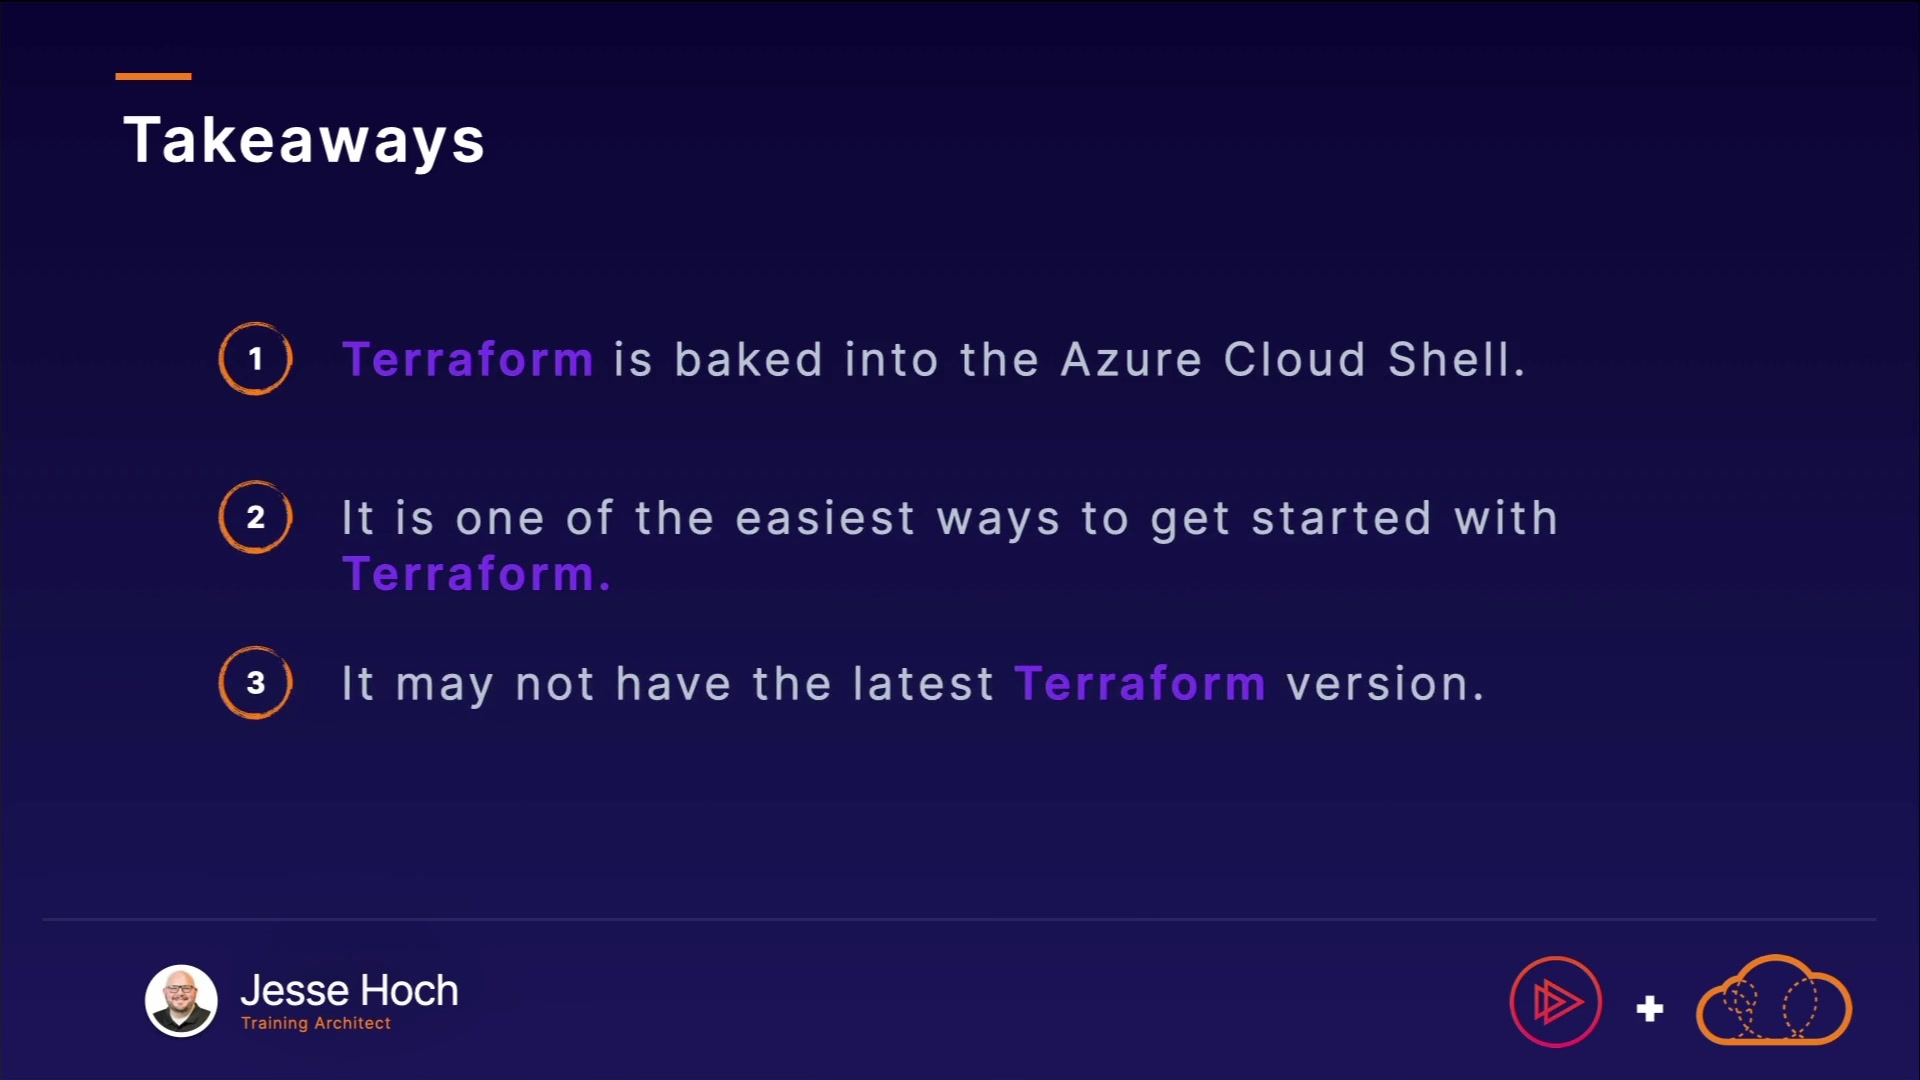 Takeaways
1 Terraform is baked into the Azure Cloud Shell.
2 It is one of the easiest ways to get started with
Terraform.
3 It may not have the latest Terraform version.
Jesse Hoch
Training Architect